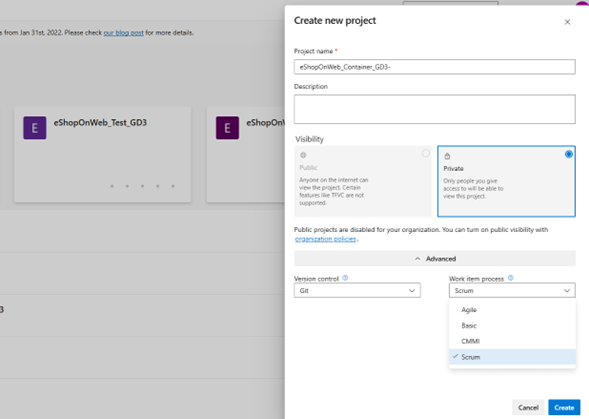 Create new project
s from Jan 31st, 2022. Please check our blog post for more details.
Project name *
eShopOnWeb_Container_GD3-
Description
E
eShopOnWeb_Test_GD3
E
eShopOnW
Visibility
Public
Anyone on the internet can
view the project. Certain
features like TFVC are not
supported.
Private
Only people you give
access to will be able to
view this project.
Public projects are disabled for your organization. You can turn on public visibility with
organization policies.
Advanced
Version control
Work item process
Git
Scrum
3
Agile
Basic
CMMI
Scrum
Cancel
Create